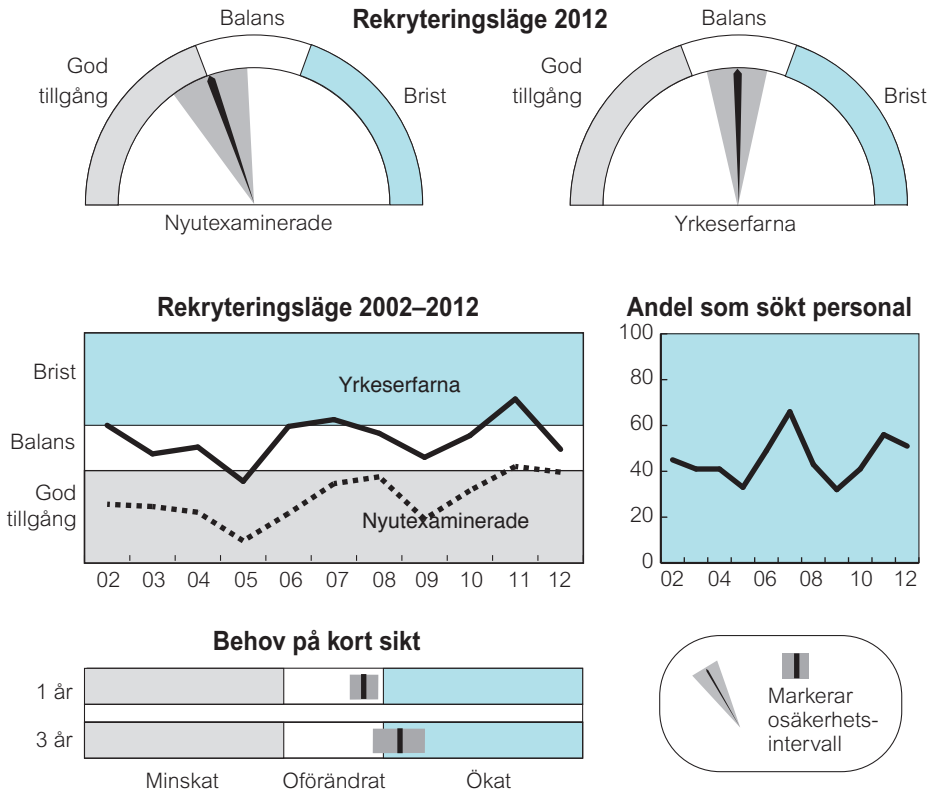 Rekryteringsläge 2012
Balans
God
tillgång
Brist
Nyutexaminerade
Balans
God
tillgång
Brist
Yrkeserfarna
Rekryteringsläge 2002–2012
Brist
Balans
God
tillgång
Yrkeserfarna
Nyutexaminerade
02 03 04 05 06 07 08 09 10 11 12
Andel som sökt personal
100
80
60
40
20
0
02 04 06 08 10 12
Behov på kort sikt
1 år
3 år
Minskat Oförändrat Ökat
Markerar
osäkerhets-
intervall